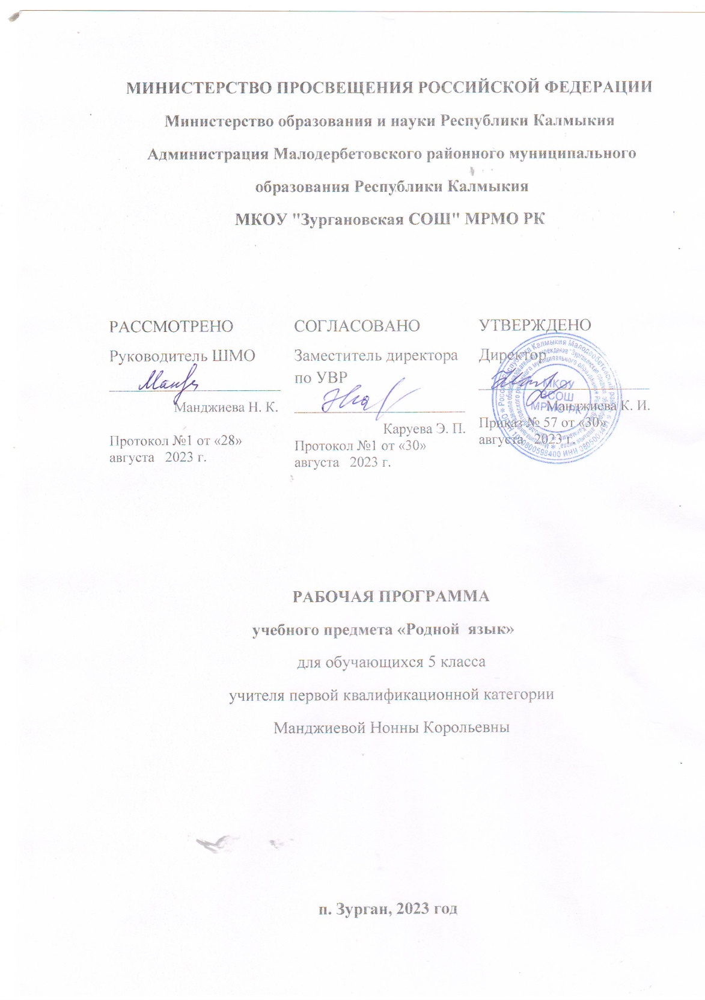 МИНИСТЕРСТВО ПРОСВЕЩЕНИЯ РОССИЙСКОЙ ФЕДЕРАЦИИ
Министерство образования и науки Республики Калмыкия
Администрация Малодербетовского районного муниципального
образования Республики Калмыкия
МКОУ "Зургановская СОШ" МРМО РК
РАССМОТРЕНО
Руководитель ШМО
Манджиева Н. К.
Протокол №1 от «28»
августа 2023 г.
СОГЛАСОВАНО
Заместитель директора
по УВР
Каруева Э. П.
Протокол №1 от «30»
августа 2023 г.
УТВЕРЖДЕНО
Директор
Манджиева К. И.
Приказ № 57 от «30»
августа 2023 г.
МКОУ
ЗСОШ
МРМО РК
РАБОЧАЯ ПРОГРАММА
учебного предмета «Родной язык»
для обучающихся 5 класса
учителя первой квалификационной категории
Манджиевой Нонны Корольевны
п. Зурган, 2023 год